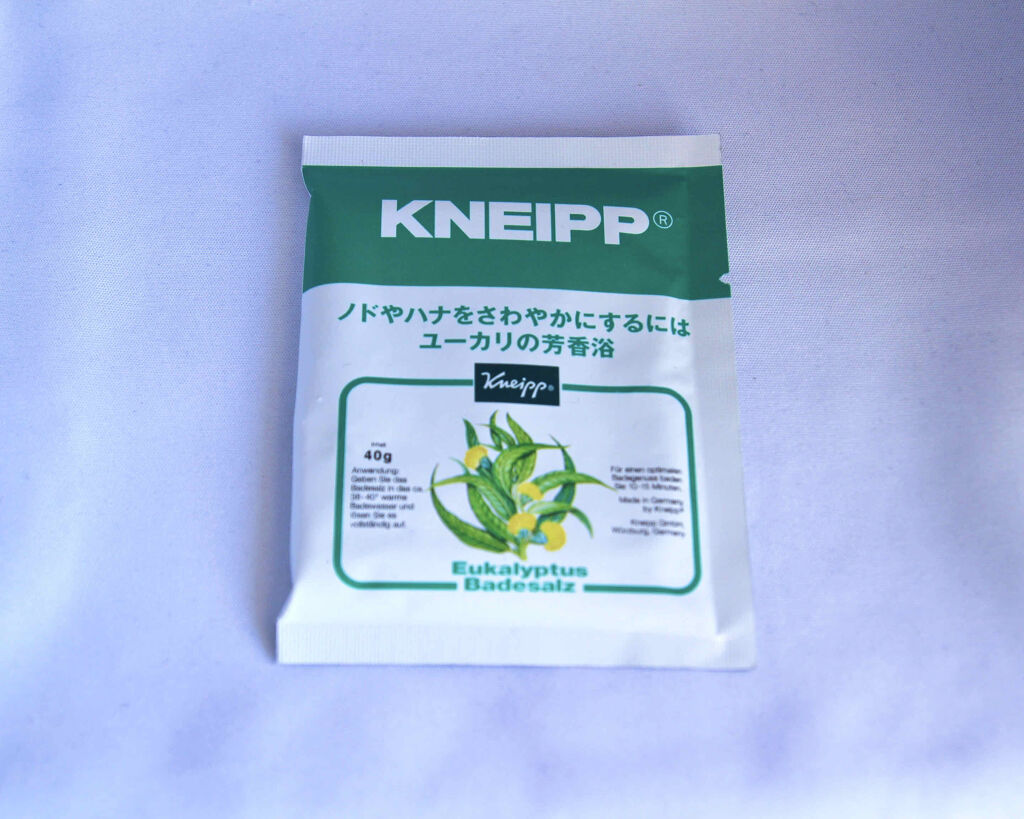 KNEIPP®
ノドやハナをさわやかにするには
ユーカリの芳香浴
Kneipp®
Inhalt
40g
Anwendung:
Geben Sie das
Badesalz in das ca.
38-40° warme
Badewasser und
lösen Sie es
vollständig auf.
Für einen optimalen
Badegenuss baden
Sie 10-15 Minuten.
Made in Germany
by Kneipp®
Kneipp GmbH,
Würzburg, Germany
Eukalyptus
Badesalz